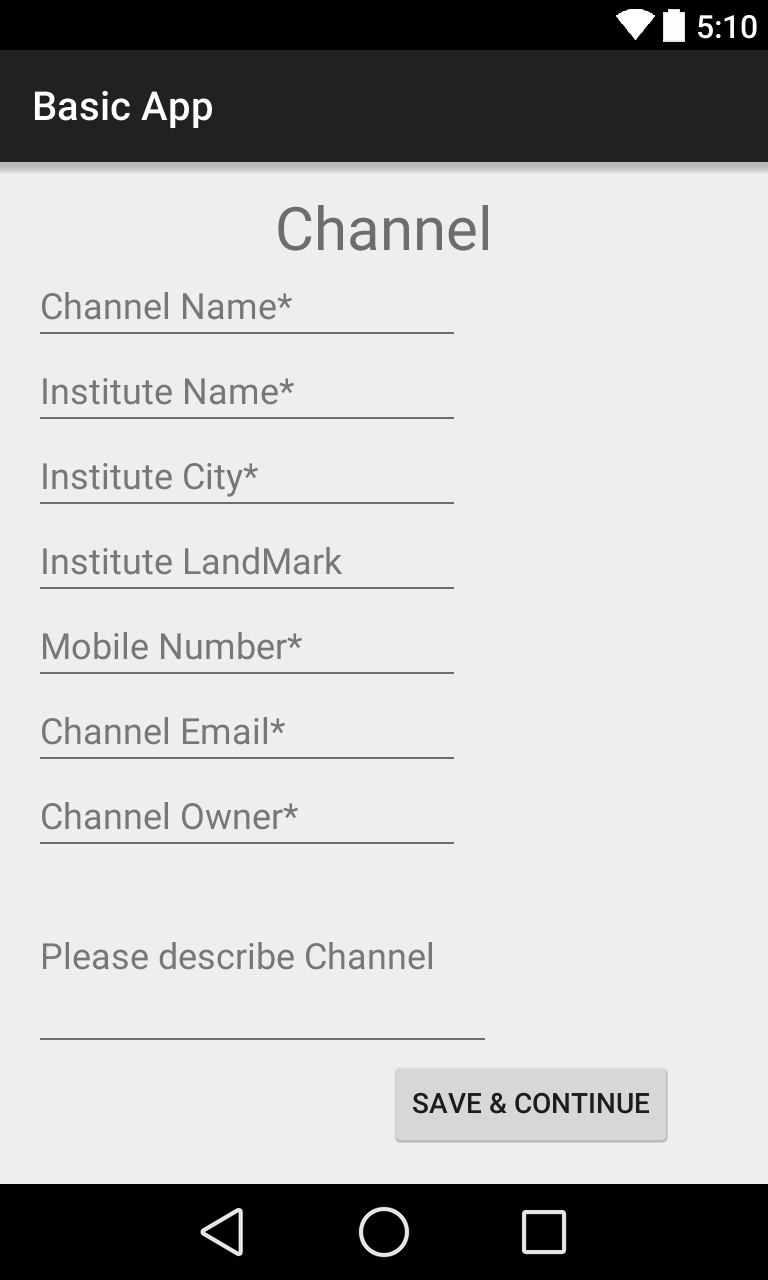 5:10
Basic App
Channel
Channel Name*
Institute Name*
Institute City*
Institute LandMark
Mobile Number*
Channel Email*
Channel Owner*
Please describe Channel
SAVE & CONTINUE